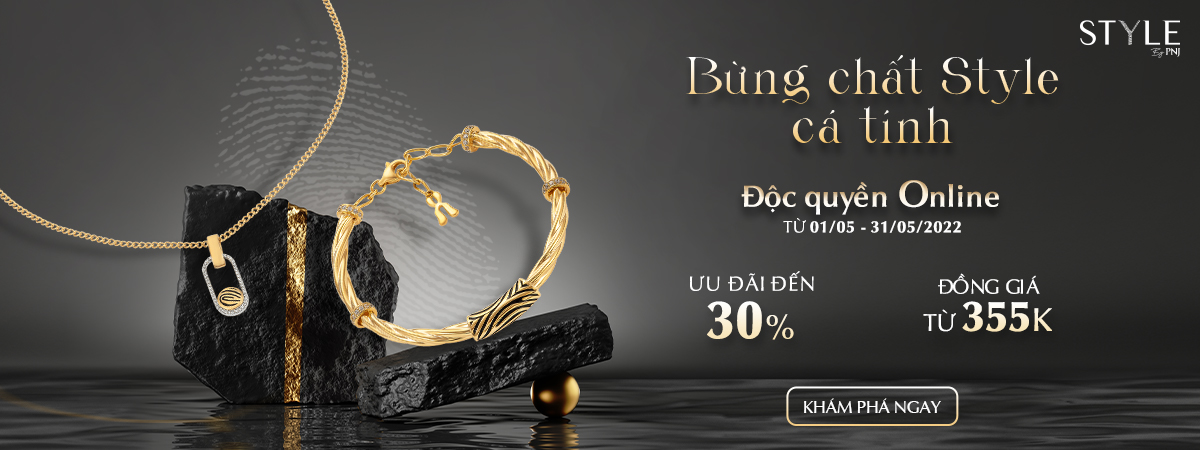 STYLE
By PNJ
Bừng chất Style
cá tính
Độc quyền Online
TỪ 01/05 - 31/05/2022
ƯU ĐÃI ĐẾN
30%
ĐỒNG GIÁ
TỪ 355K
KHÁM PHÁ NGAY